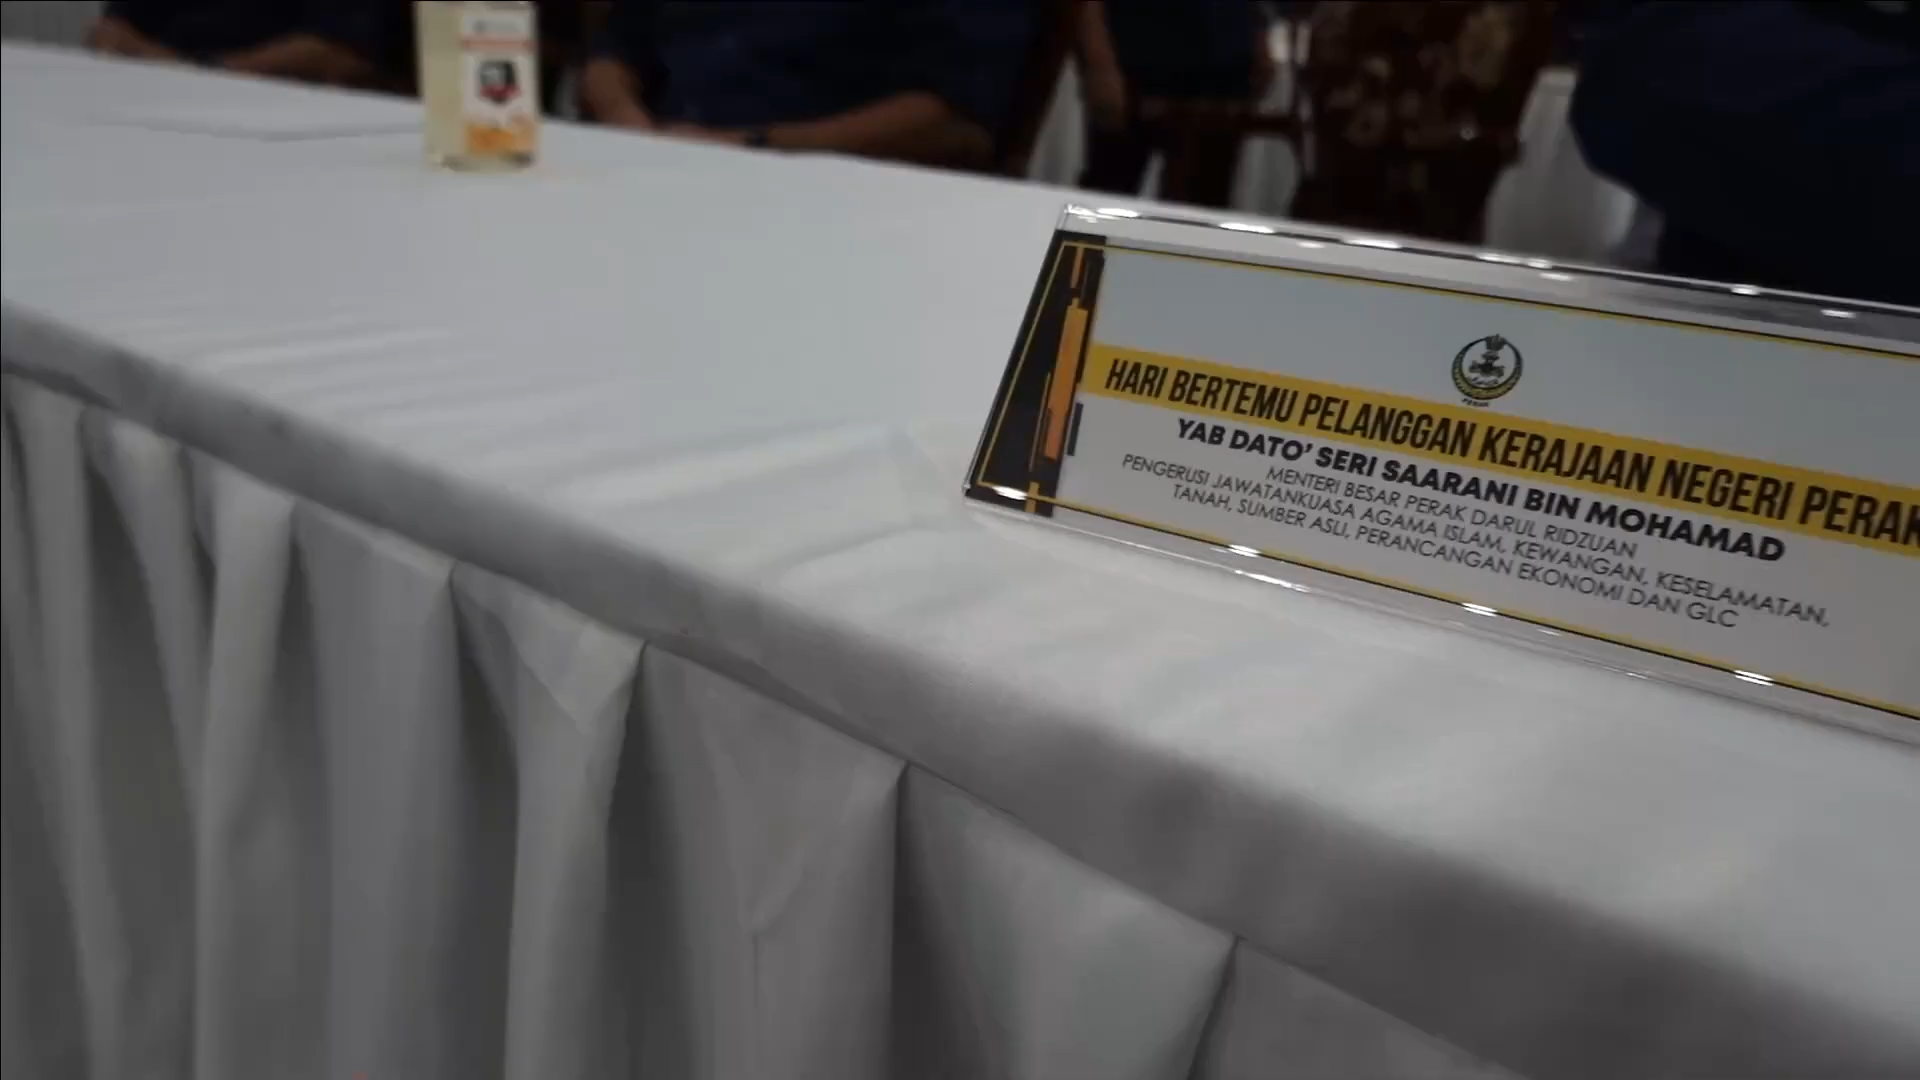 HARI BERTEMU PELANGGAN KERAJAAN NEGERI PERAK
YAB DATO' SERI SAARANI BIN MOHAMAD
MENTERI BESAR PERAK DARUL RIDZUAN
PENGERUSI JAWATANKUASA AGAMA ISLAM, KEWANGAN, KESELAMATAN,
TANAH, SUMBER ASLI, PERANCANGAN EKONOMI DAN GLC